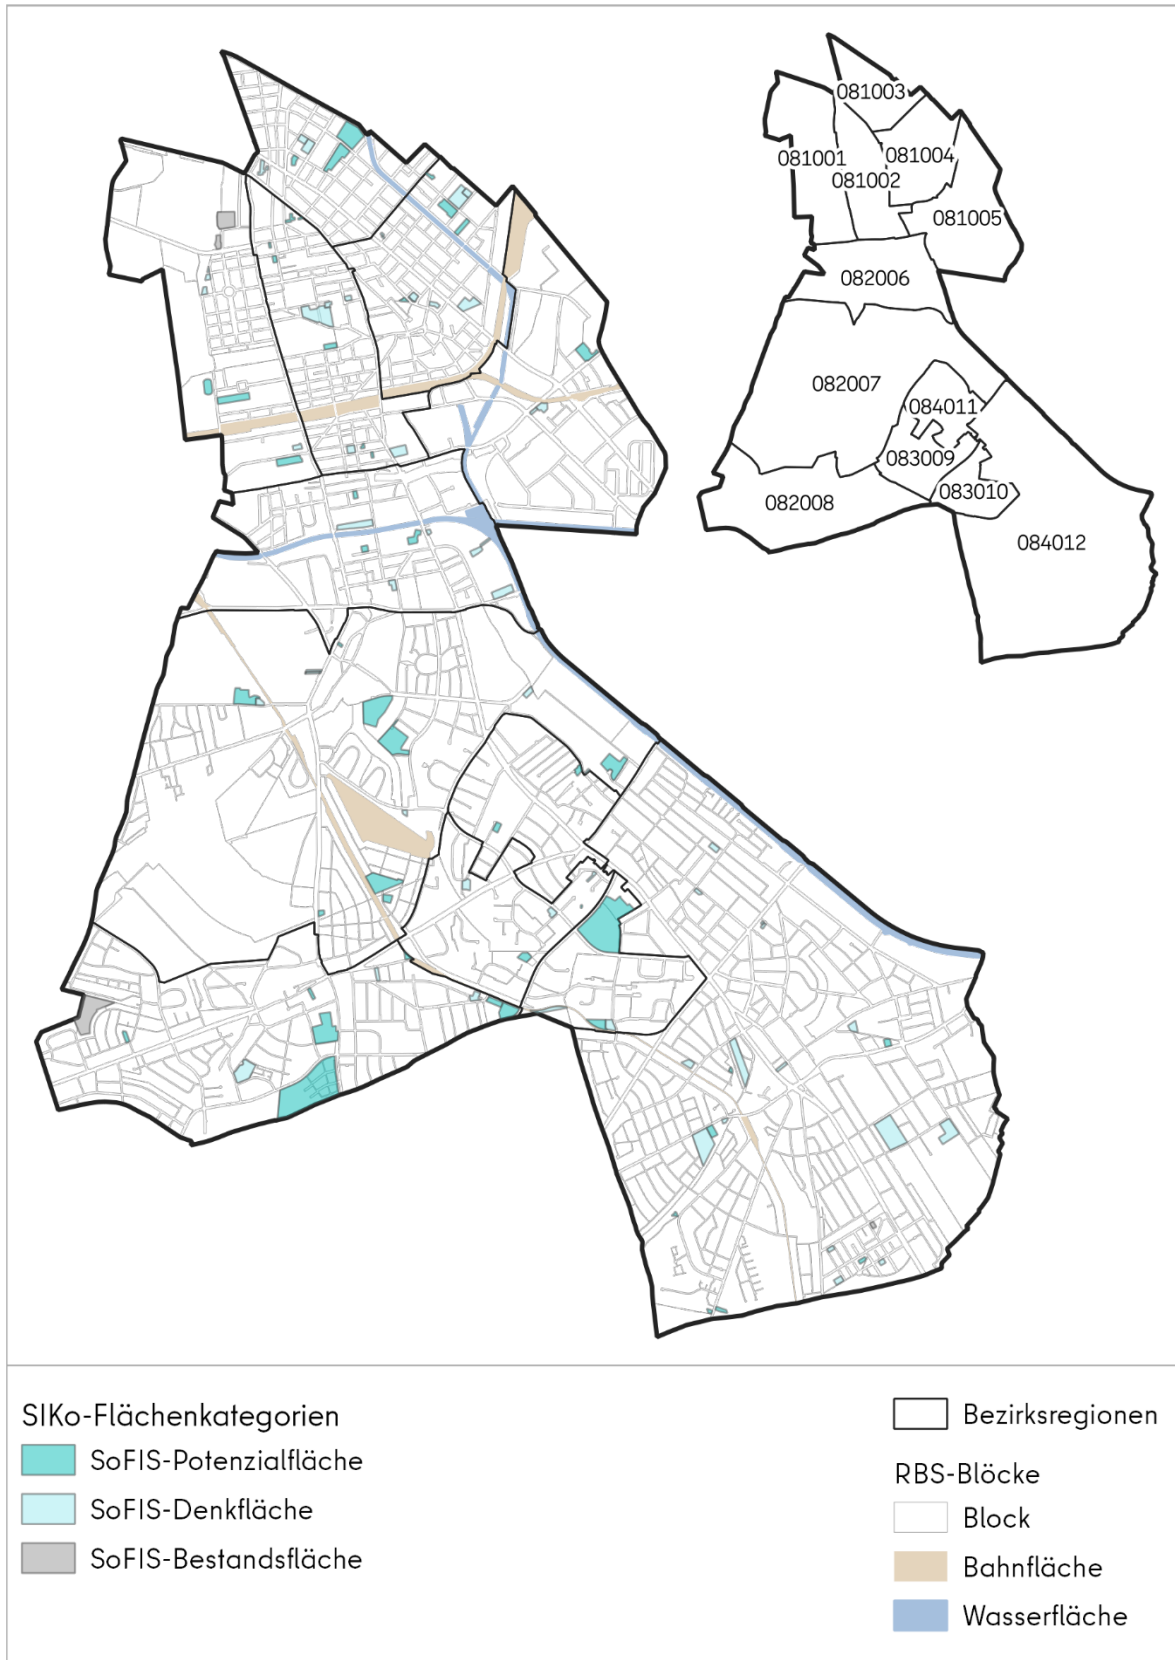 081003
081001
081004
081002
081005
082006
082007
084011
083009
083010
082008
084012
SIKo-Flächenkategorien
SoFIS-Potenzialfläche
SoFIS-Denkfläche
SoFIS-Bestandsfläche
Bezirksregionen
RBS-Blöcke
Block
Bahnfläche
Wasserfläche